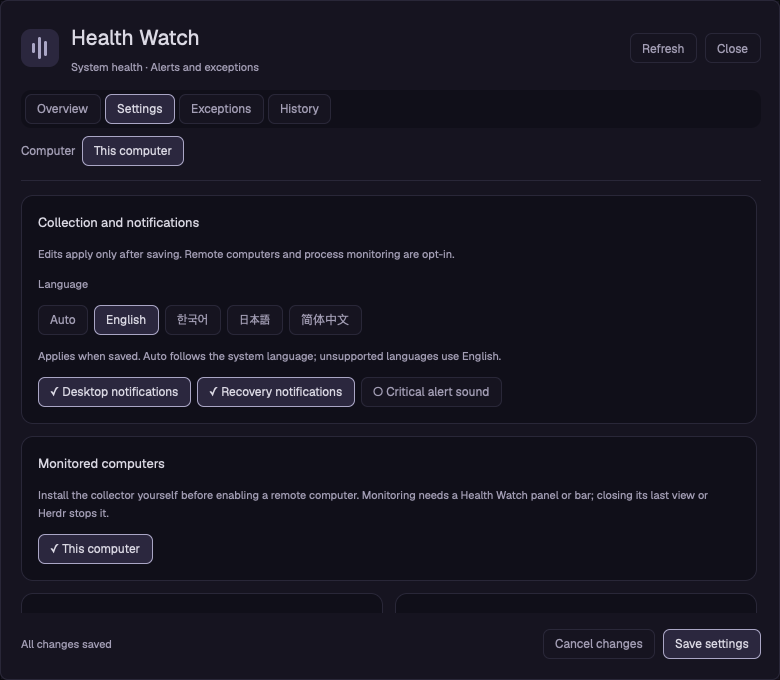 Health Watch
System health · Alerts and exceptions
Refresh
Close
Overview
Settings
Exceptions
History
Computer
This computer
Collection and notifications
Edits apply only after saving. Remote computers and process monitoring are opt-in.
Language
Auto
English
한국어
日本語
简体中文
Applies when saved. Auto follows the system language; unsupported languages use English.
✓ Desktop notifications
✓ Recovery notifications
○ Critical alert sound
Monitored computers
Install the collector yourself before enabling a remote computer. Monitoring needs a Health Watch panel or bar; closing its last view or
Herdr stops it.
✓ This computer
All changes saved
Cancel changes
Save settings